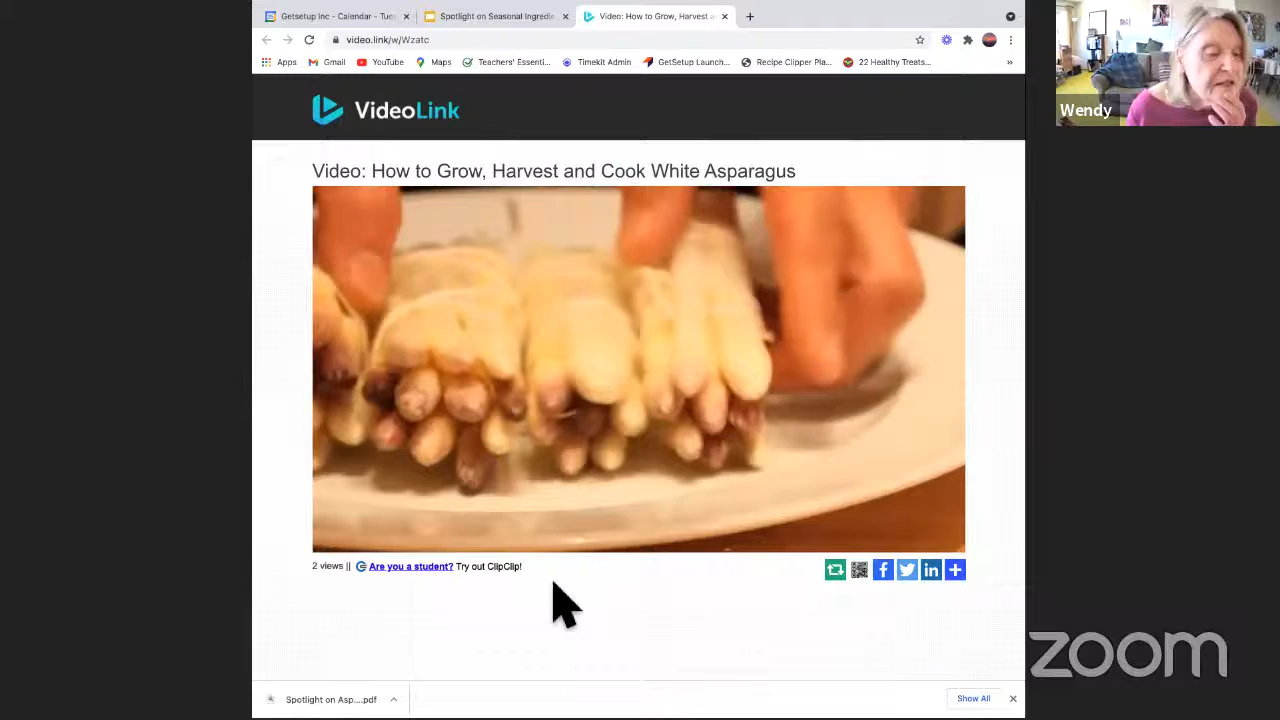 Getsetup Inc - Calendar - Tues
Spotlight on Seasonal Ingredie
Video: How to Grow, Harvest an
video.link/w/Wzatc
Apps
Gmail
YouTube
Maps
Teachers' Essenti...
Timekit Admin
GetSetup Launch...
Recipe Clipper Pla...
22 Healthy Treats...
Wendy
VideoLink
Video: How to Grow, Harvest and Cook White Asparagus
2 views || Are you a student? Try out ClipClip!
zoom
Spotlight on Asp....pdf
Show All